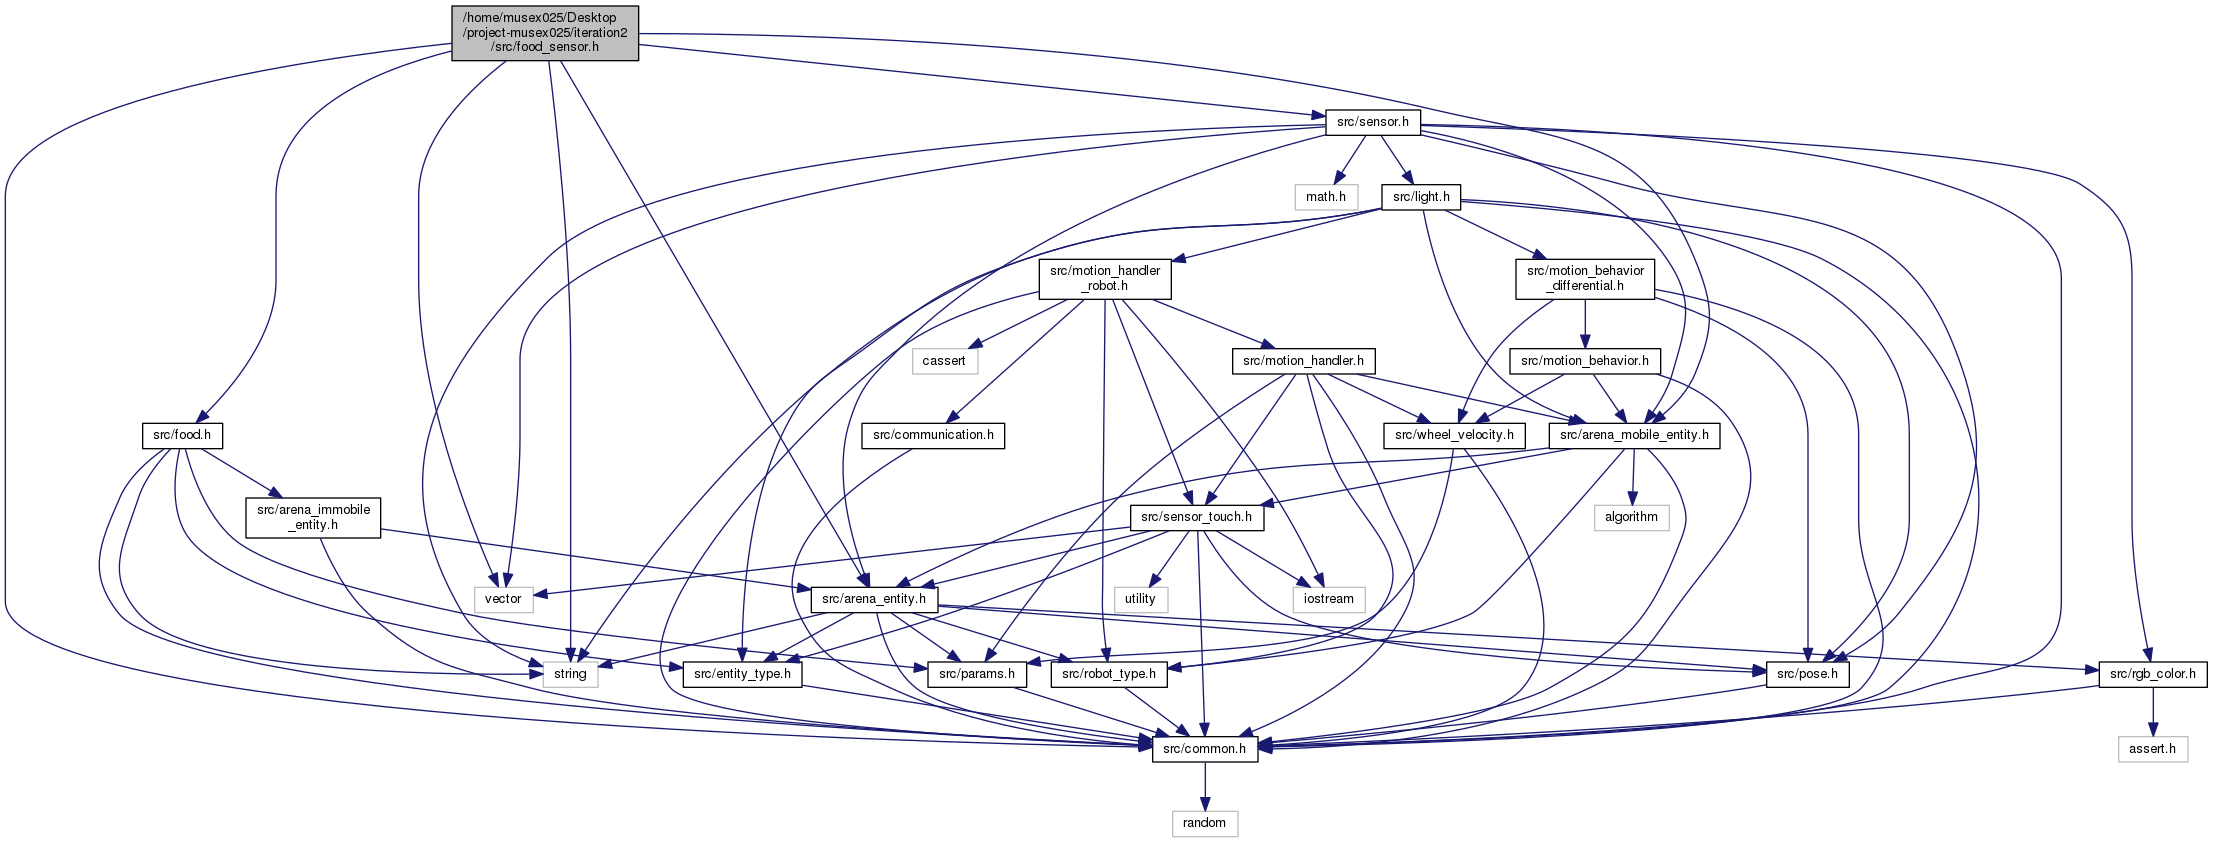 /home/musex025/Desktop
/project-musex025/iteration2
/src/food_sensor.h
src/sensor.h
math.h
src/light.h
src/motion_handler
_robot.h
src/motion_behavior
_differential.h
cassert
src/motion_handler.h
src/motion_behavior.h
src/food.h
src/communication.h
src/wheel_velocity.h
src/arena_mobile_entity.h
src/arena_immobile
_entity.h
src/sensor_touch.h
algorithm
vector
src/arena_entity.h
utility
iostream
string
src/entity_type.h
src/params.h
src/robot_type.h
src/pose.h
src/rgb_color.h
src/common.h
assert.h
random